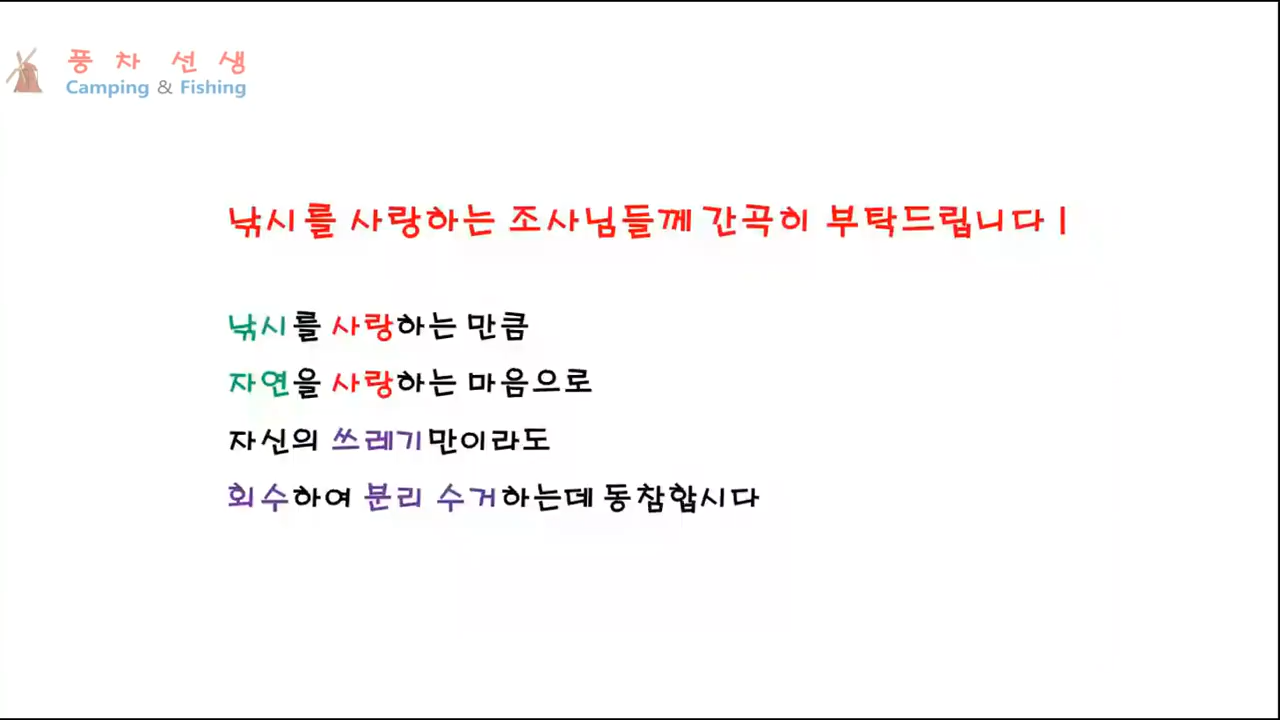 풍차 선생
Camping & Fishing
낚시를 사랑하는 조사님들께 간곡히 부탁드립니다 |
낚시를 사랑하는 만큼
자연을 사랑하는 마음으로
자신의 쓰레기만이라도
회수하여 분리 수거하는데 동참합시다